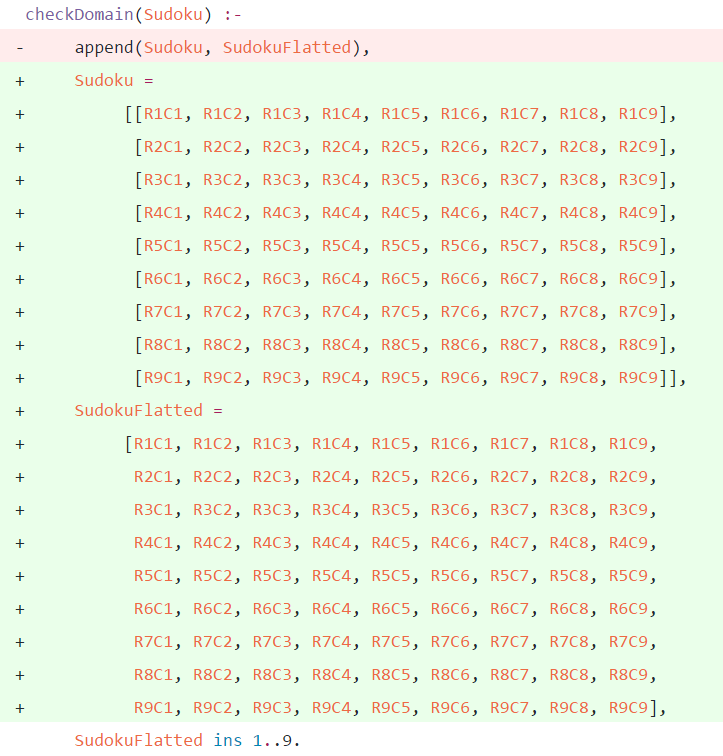 checkDomain(Sudoku) :-
-     append(Sudoku, SudokuFlatted),
+     Sudoku =
+          [[R1C1, R1C2, R1C3, R1C4, R1C5, R1C6, R1C7, R1C8, R1C9],
+           [R2C1, R2C2, R2C3, R2C4, R2C5, R2C6, R2C7, R2C8, R2C9],
+           [R3C1, R3C2, R3C3, R3C4, R3C5, R3C6, R3C7, R3C8, R3C9],
+           [R4C1, R4C2, R4C3, R4C4, R4C5, R4C6, R4C7, R4C8, R4C9],
+           [R5C1, R5C2, R5C3, R5C4, R5C5, R5C6, R5C7, R5C8, R5C9],
+           [R6C1, R6C2, R6C3, R6C4, R6C5, R6C6, R6C7, R6C8, R6C9],
+           [R7C1, R7C2, R7C3, R7C4, R7C5, R7C6, R7C7, R7C8, R7C9],
+           [R8C1, R8C2, R8C3, R8C4, R8C5, R8C6, R8C7, R8C8, R8C9],
+           [R9C1, R9C2, R9C3, R9C4, R9C5, R9C6, R9C7, R9C8, R9C9]],
+     SudokuFlatted =
+          [R1C1, R1C2, R1C3, R1C4, R1C5, R1C6, R1C7, R1C8, R1C9,
+           R2C1, R2C2, R2C3, R2C4, R2C5, R2C6, R2C7, R2C8, R2C9,
+           R3C1, R3C2, R3C3, R3C4, R3C5, R3C6, R3C7, R3C8, R3C9,
+           R4C1, R4C2, R4C3, R4C4, R4C5, R4C6, R4C7, R4C8, R4C9,
+           R5C1, R5C2, R5C3, R5C4, R5C5, R5C6, R5C7, R5C8, R5C9,
+           R6C1, R6C2, R6C3, R6C4, R6C5, R6C6, R6C7, R6C8, R6C9,
+           R7C1, R7C2, R7C3, R7C4, R7C5, R7C6, R7C7, R7C8, R7C9,
+           R8C1, R8C2, R8C3, R8C4, R8C5, R8C6, R8C7, R8C8, R8C9,
+           R9C1, R9C2, R9C3, R9C4, R9C5, R9C6, R9C7, R9C8, R9C9],
      SudokuFlatted ins 1..9.